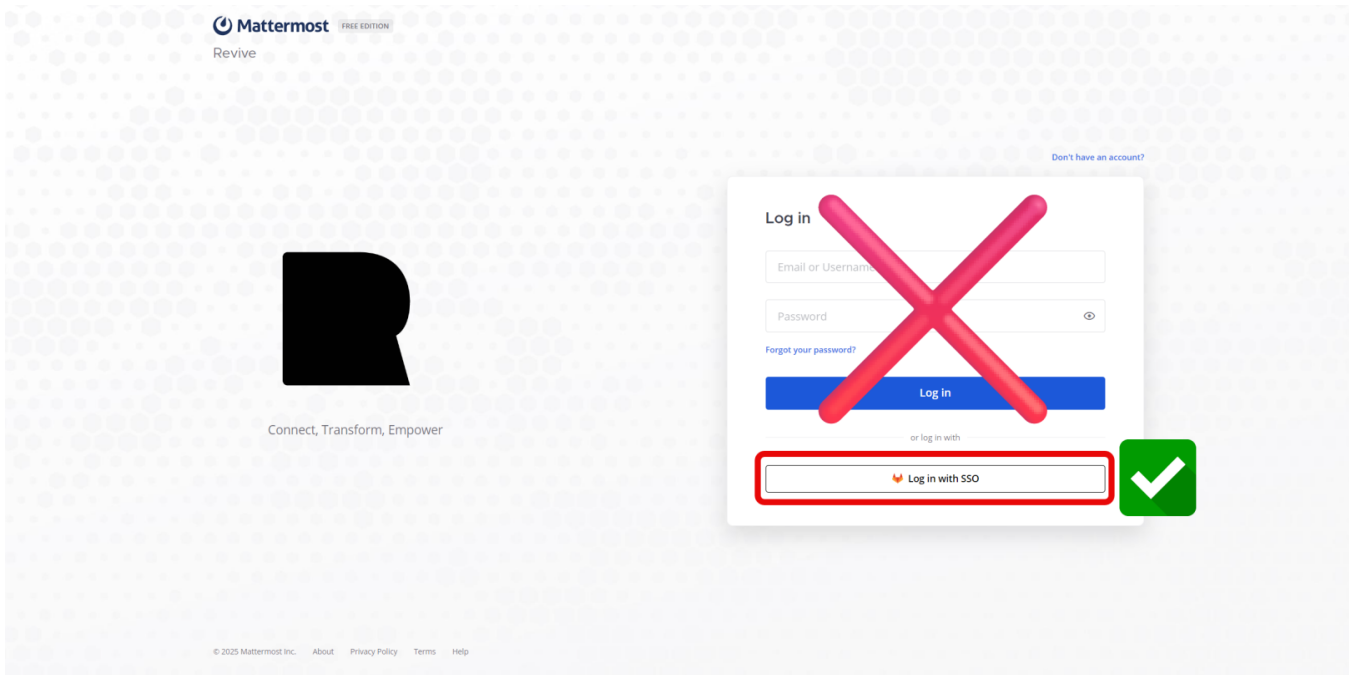 Mattermost FREE EDITION
Revive
Don't have an account?
Log in
Email or Username
Password
Forgot your password?
Log in
or log in with
Log in with SSO
Connect, Transform, Empower
© 2025 Mattermost Inc. About Privacy Policy Terms Help